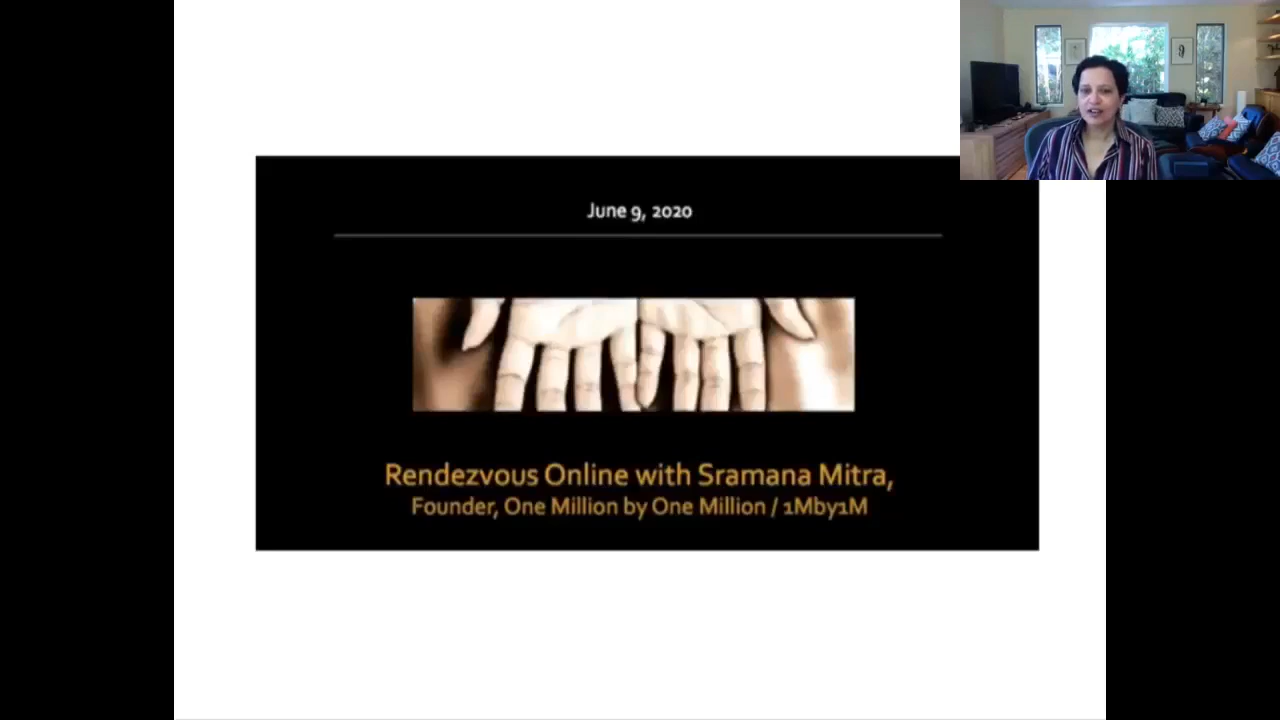 June 9, 2020
Rendezvous Online with Sramana Mitra,
Founder, One Million by One Million / 1Mby1M